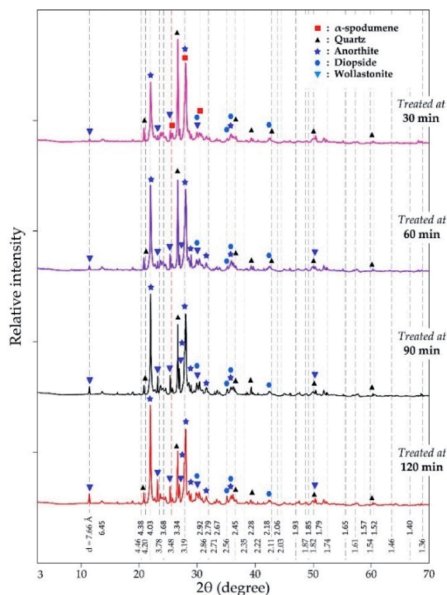 : α-spodumene
: Quartz
: Anorthite
: Diopside
: Wollastonite
Treated at
30 min
Treated at
60 min
Treated at
90 min
Treated at
120 min
Relative intensity
d = 7.66 Å
6.45
4.46
4.38
4.20
4.03
3.78
3.68
3.48
3.34
3.19
2.92
2.86
2.79
2.71
2.67
2.56
2.45
2.35
2.28
2.22
2.18
2.11
2.06
2.03
1.93
1.87
1.85
1.82
1.79
1.74
1.65
1.61
1.57
1.54
1.52
1.46
1.40
1.36
3 10 20 30 40 50 60 70
2θ (degree)